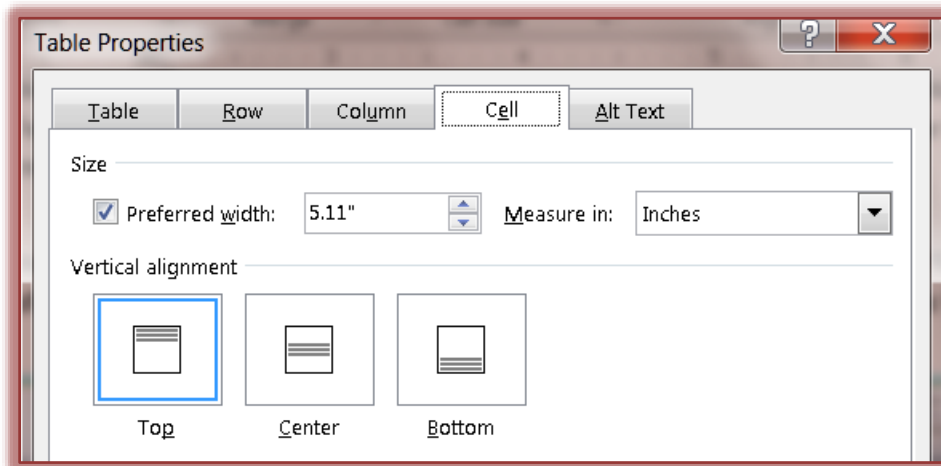 Table Properties
Table Row Column Cell Alt Text
Size
Preferred width: 5.11" Measure in: Inches
Vertical alignment
Top Center Bottom